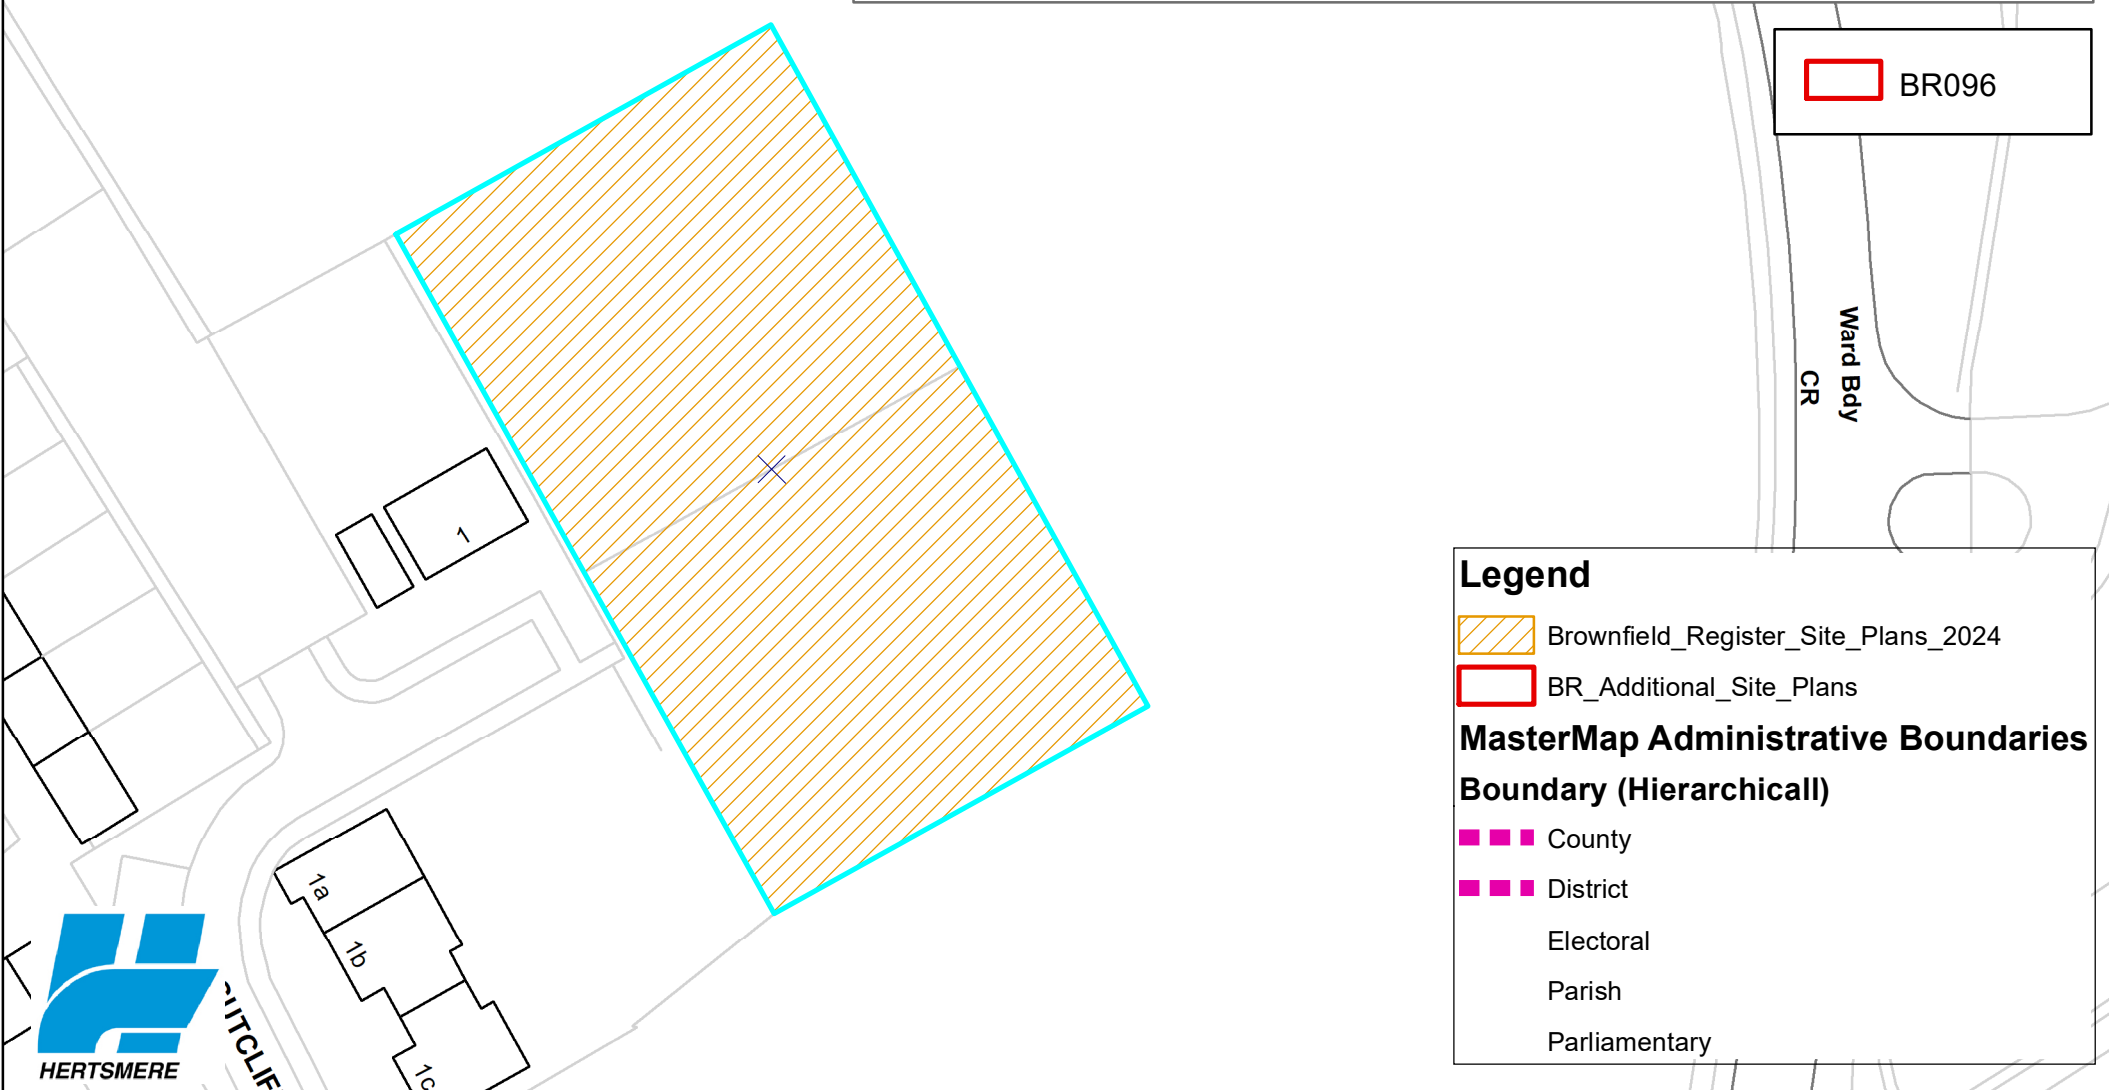 BR096
Ward Bdy
CR
1
Legend
Brownfield_Register_Site_Plans_2024
BR_Additional_Site_Plans
MasterMap Administrative Boundaries
Boundary (Hierarchicall)
County
District
Electoral
Parish
Parliamentary
1a
1b
1c
HERTSMERE